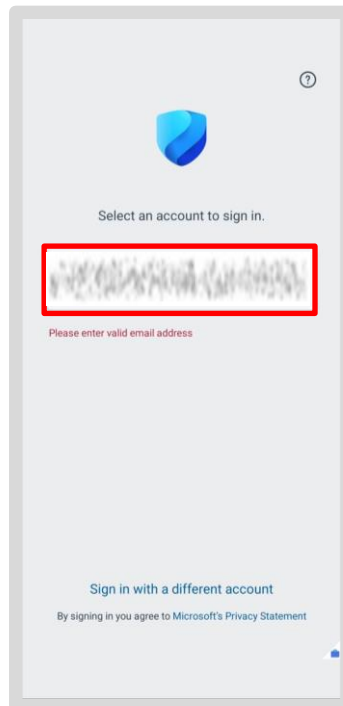 Select an account to sign in.
Please enter valid email address
Sign in with a different account
By signing in you agree to Microsoft's Privacy Statement